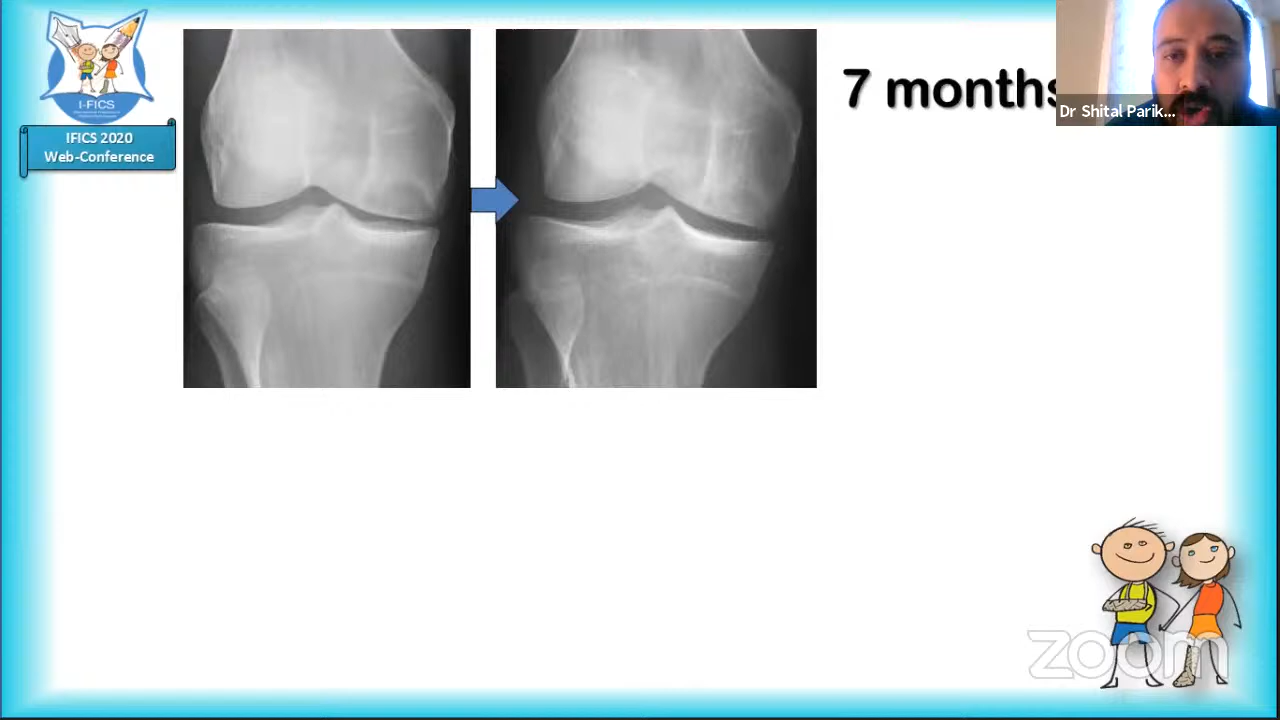 I-FICS
IFICS 2020
Web-Conference
7 months
Dr Shital Parik...
zoom